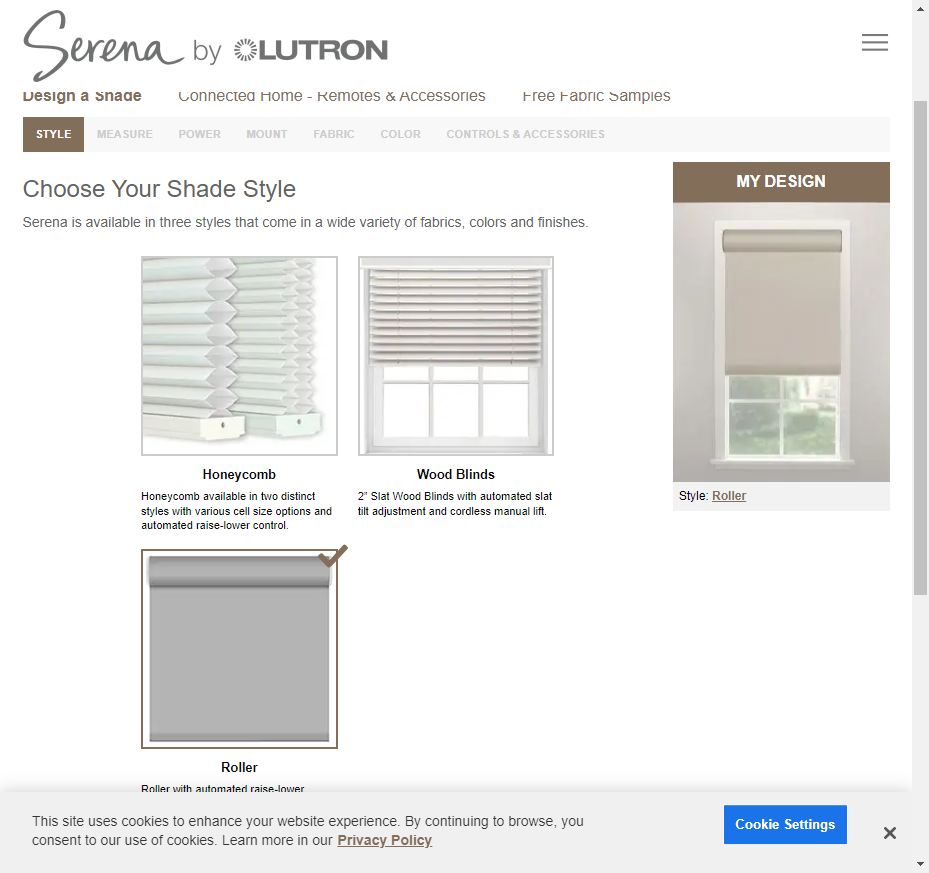 Serena by LUTRON
Design a Shade Connected Home - Remotes & Accessories Free Fabric Samples
STYLE MEASURE POWER MOUNT FABRIC COLOR CONTROLS & ACCESSORIES
Choose Your Shade Style
Serena is available in three styles that come in a wide variety of fabrics, colors and finishes.
Honeycomb
Honeycomb available in two distinct
styles with various cell size options and
automated raise-lower control.
Wood Blinds
2” Slat Wood Blinds with automated slat
tilt adjustment and cordless manual lift.
Roller
Roller with automated raise-lower
MY DESIGN
Style: Roller
This site uses cookies to enhance your website experience. By continuing to browse, you
consent to our use of cookies. Learn more in our Privacy Policy
Cookie Settings